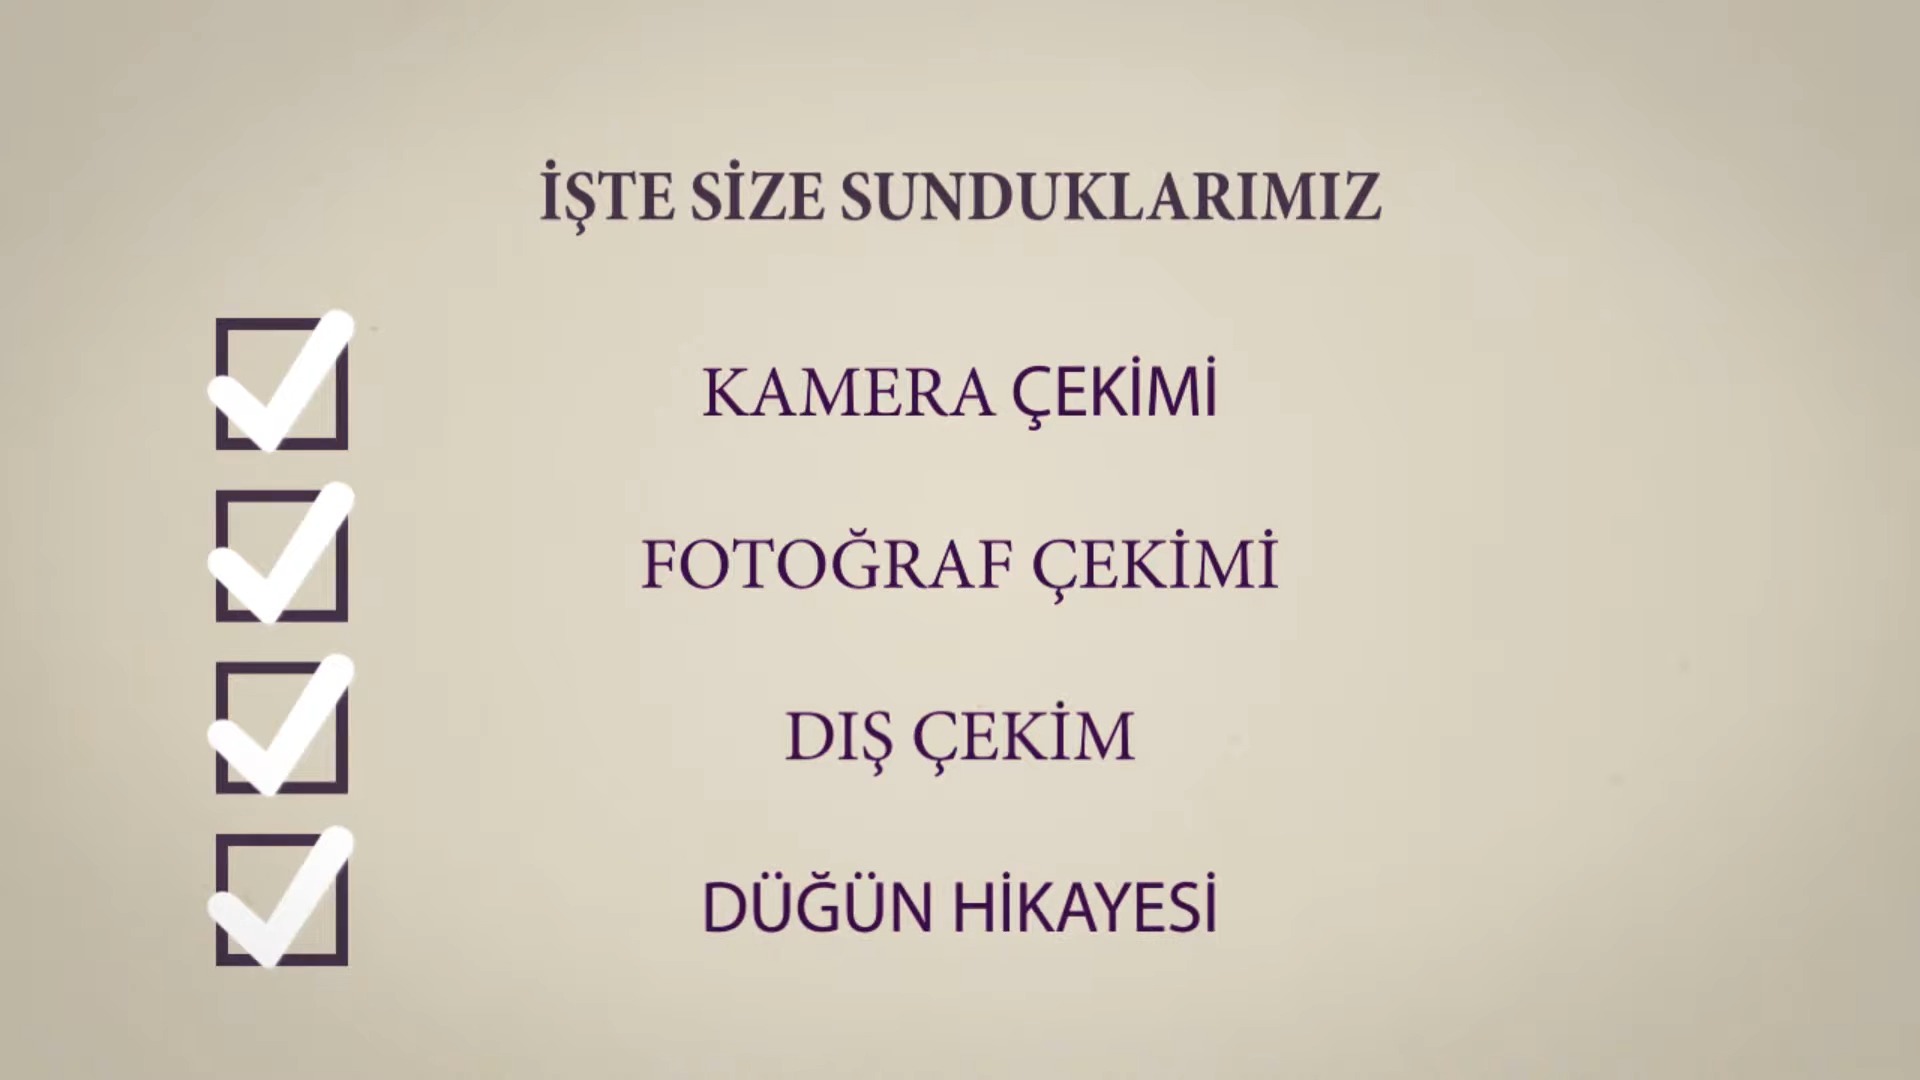 İŞTE SİZE SUNDUKLARIMIZ
KAMERA ÇEKİMİ
FOTOĞRAF ÇEKİMİ
DIŞ ÇEKİM
DÜĞÜN HİKAYESİ